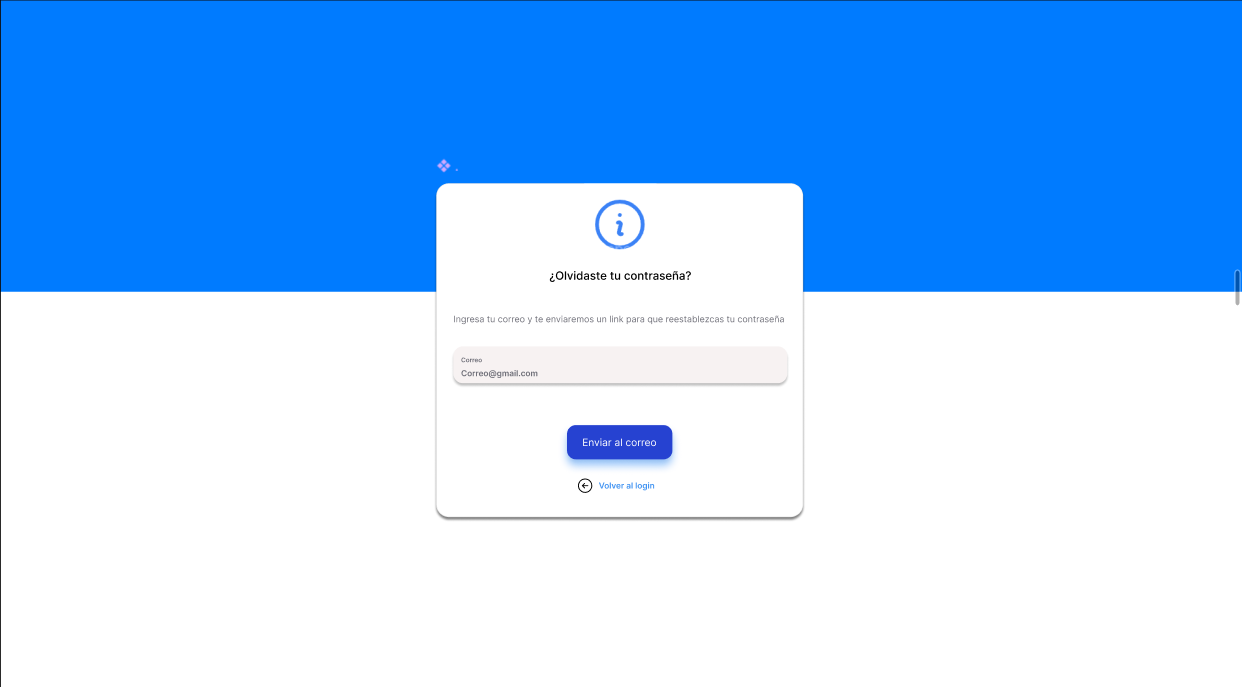 ¿Olvidaste tu contraseña?
Ingresa tu correo y te enviaremos un link para que reestablezcas tu contraseña
Correo
Correo@gmail.com
Enviar al correo
Volver al login